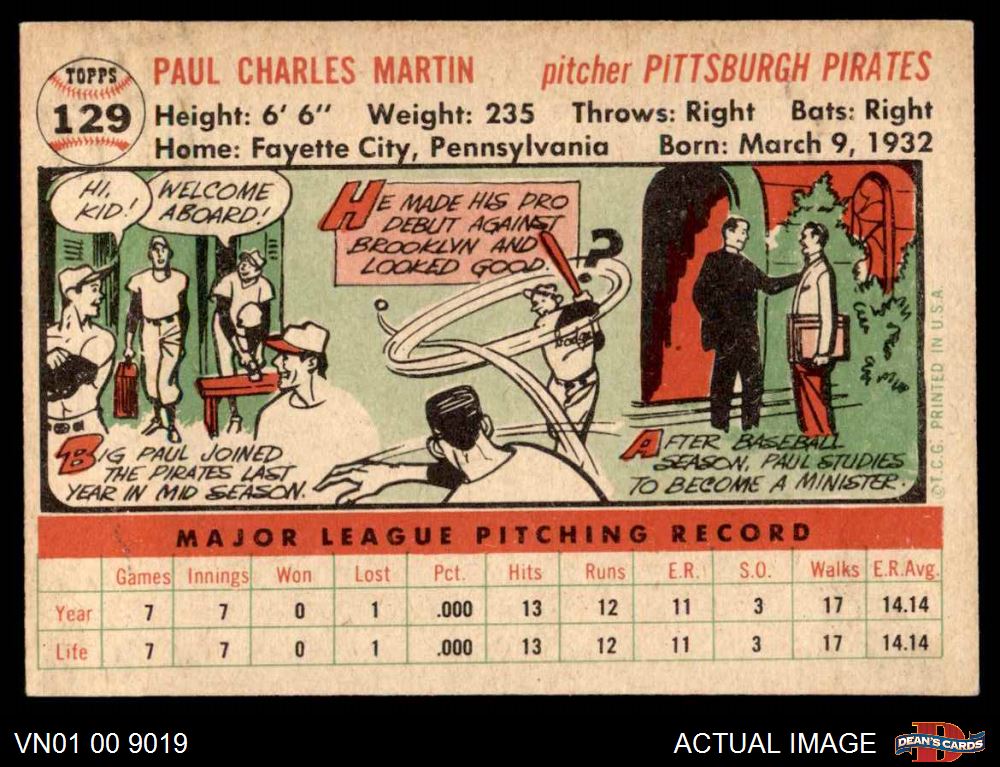 TOPPS
129
PAUL CHARLES MARTIN pitcher PITTSBURGH PIRATES
Height: 6' 6" Weight: 235 Throws: Right Bats: Right
Home: Fayette City, Pennsylvania Born: March 9, 1932
HI,
KID!
WELCOME
ABOARD!
BIG PAUL JOINED
THE PIRATES LAST
YEAR IN MID SEASON.
HE MADE HIS PRO
DEBUT AGAINST
BROOKLYN AND
LOOKED GOOD.
?
Dodgers
AFTER BASEBALL
SEASON, PAUL STUDIES
TO BECOME A MINISTER.
©T.C.G. PRINTED IN U.S.A.
MAJOR LEAGUE PITCHING RECORD
Games Innings Won Lost Pct. Hits Runs E.R. S.O. Walks E.R.Avg.
Year 7 7 0 1 .000 13 12 11 3 17 14.14
Life 7 7 0 1 .000 13 12 11 3 17 14.14
VN01 00 9019
ACTUAL IMAGE
D
DEAN'S CARDS